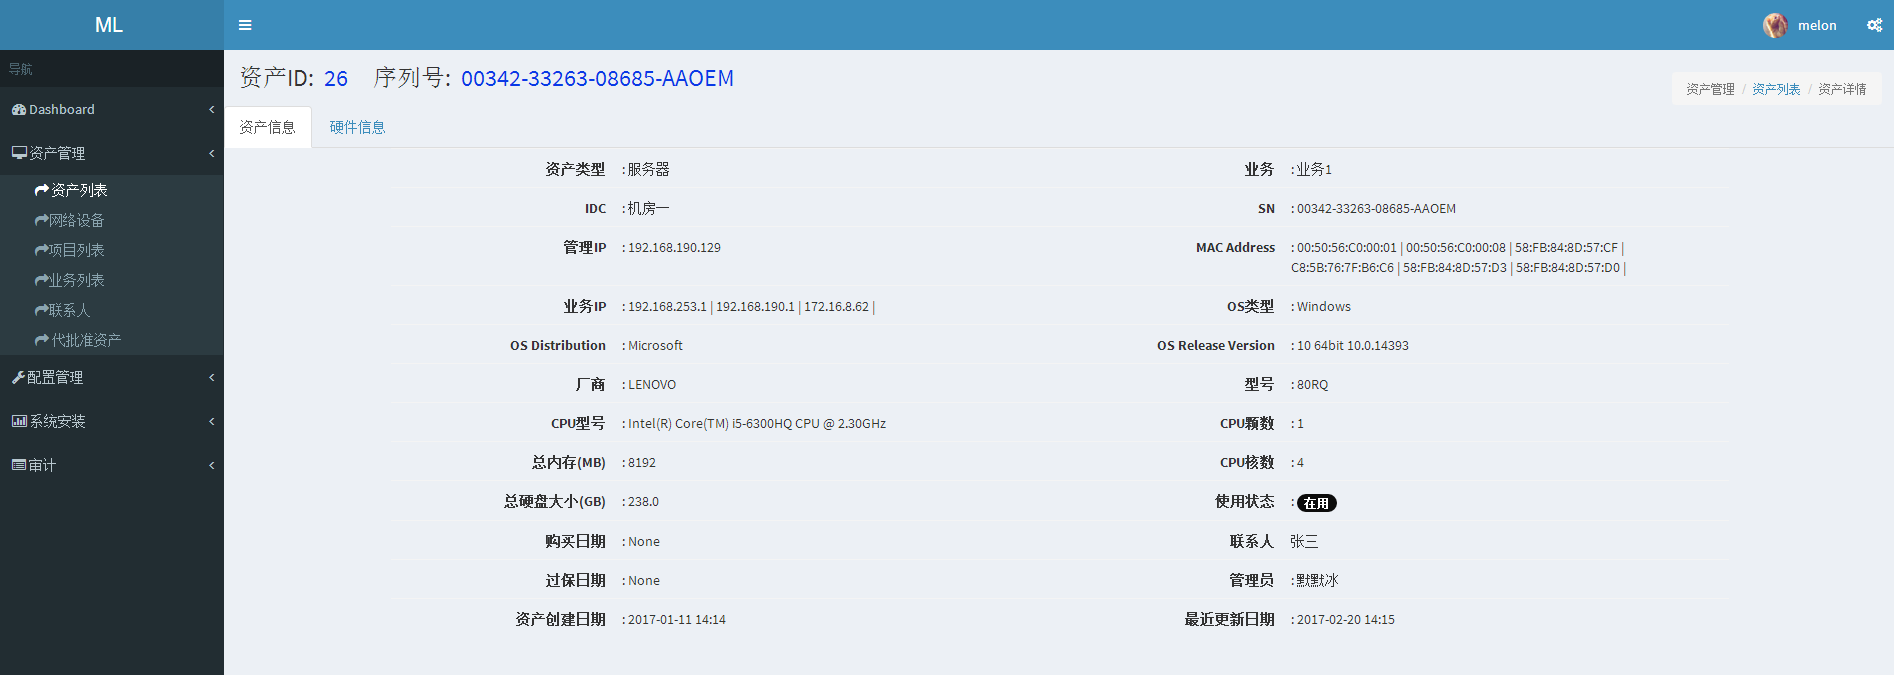 ML
melon
导航
Dashboard
资产管理
资产列表
网络设备
项目列表
业务列表
联系人
代批准资产
配置管理
系统安装
审计
资产ID: 26 序列号: 00342-33263-08685-AAOEM
资产管理 / 资产列表 / 资产详情
资产信息 硬件信息
资产类型 : 服务器 业务 : 业务1
IDC : 机房一 SN : 00342-33263-08685-AAOEM
管理IP : 192.168.190.129 MAC Address : 00:50:56:C0:00:01 | 00:50:56:C0:00:08 | 58:FB:84:8D:57:CF |
C8:5B:76:7F:B6:C6 | 58:FB:84:8D:57:D3 | 58:FB:84:8D:57:D0 |
业务IP : 192.168.253.1 | 192.168.190.1 | 172.16.8.62 | OS类型 : Windows
OS Distribution : Microsoft OS Release Version : 10 64bit 10.0.14393
厂商 : LENOVO 型号 : 80RQ
CPU型号 : Intel(R) Core(TM) i5-6300HQ CPU @ 2.30GHz CPU颗数 : 1
总内存(MB) : 8192 CPU核数 : 4
总硬盘大小(GB) : 238.0 使用状态 : 在用
购买日期 : None 联系人 张三
过保日期 : None 管理员 : 默默冰
资产创建日期 : 2017-01-11 14:14 最近更新日期 : 2017-02-20 14:15